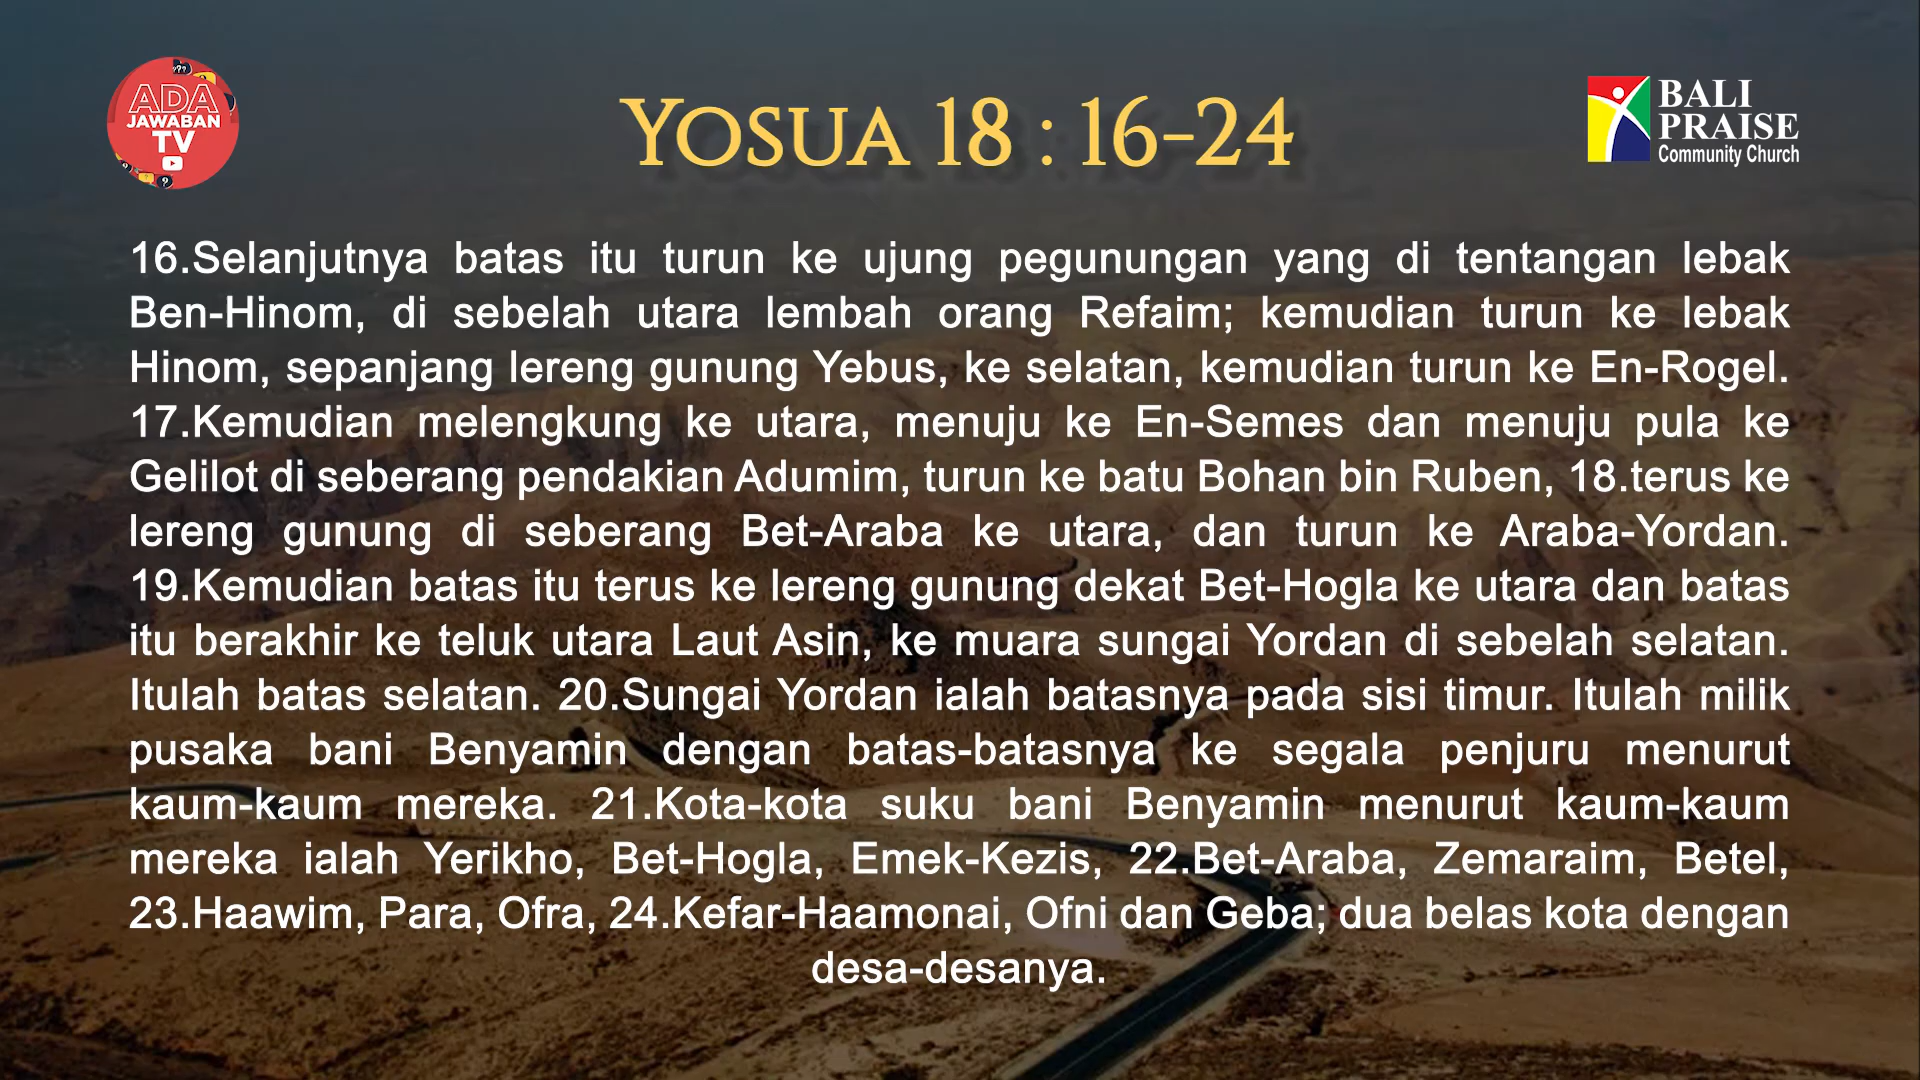 ADA
JAWABAN
TV
Yosua 18 : 16-24
BALI
PRAISE
Community Church
16.Selanjutnya batas itu turun ke ujung pegunungan yang di tentangan lebak
Ben-Hinom, di sebelah utara lembah orang Refaim; kemudian turun ke lebak
Hinom, sepanjang lereng gunung Yebus, ke selatan, kemudian turun ke En-Rogel.
17.Kemudian melengkung ke utara, menuju ke En-Semes dan menuju pula ke
Gelilot di seberang pendakian Adumim, turun ke batu Bohan bin Ruben, 18.terus ke
lereng gunung di seberang Bet-Araba ke utara, dan turun ke Araba-Yordan.
19.Kemudian batas itu terus ke lereng gunung dekat Bet-Hogla ke utara dan batas
itu berakhir ke teluk utara Laut Asin, ke muara sungai Yordan di sebelah selatan.
Itulah batas selatan. 20.Sungai Yordan ialah batasnya pada sisi timur. Itulah milik
pusaka bani Benyamin dengan batas-batasnya ke segala penjuru menurut
kaum-kaum mereka. 21.Kota-kota suku bani Benyamin menurut kaum-kaum
mereka ialah Yerikho, Bet-Hogla, Emek-Kezis, 22.Bet-Araba, Zemaraim, Betel,
23.Haawim, Para, Ofra, 24.Kefar-Haamonai, Ofni dan Geba; dua belas kota dengan
desa-desanya.